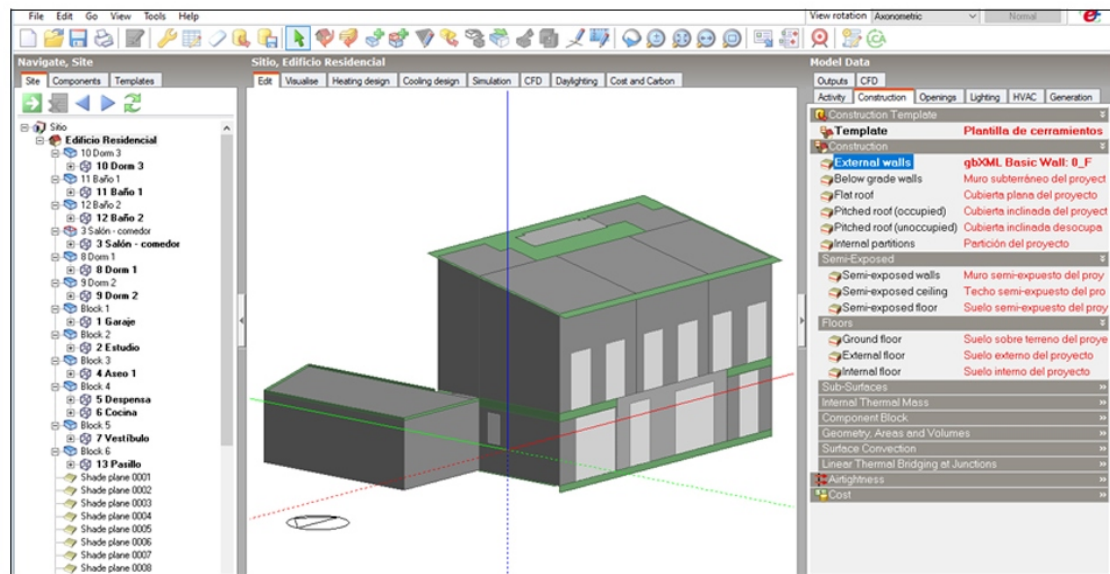 File Edit Go View Tools Help
View rotation Axonometric Normal
Navigate, Site
Site Components Templates
Sitio
Edificio Residencial
10 Dorm 3
10 Dorm 3
11 Baño 1
11 Baño 1
12 Baño 2
12 Baño 2
3 Salón - comedor
3 Salón - comedor
8 Dorm 1
8 Dorm 1
9 Dorm 2
9 Dorm 2
Block 1
1 Garaje
Block 2
2 Estudio
Block 3
4 Aseo 1
Block 4
5 Despensa
6 Cocina
Block 5
7 Vestíbulo
Block 6
13 Pasillo
Shade plane 0001
Shade plane 0002
Shade plane 0003
Shade plane 0004
Shade plane 0005
Shade plane 0006
Shade plane 0007
Shade plane 0008
Sitio, Edificio Residencial
Edit Visualise Heating design Cooling design Simulation CFD Daylighting Cost and Carbon
Model Data
Outputs CFD
Activity Construction Openings Lighting HVAC Generation
Construction Template
Template Plantilla de cerramientos
Construction
External walls gbXML Basic Wall: 0_F
Below grade walls Muro subterráneo del proyect
Flat roof Cubierta plana del proyecto
Pitched roof (occupied) Cubierta inclinada del proyect
Pitched roof (unoccupied) Cubierta inclinada desocupa
Internal partitions Partición del proyecto
Semi-Exposed
Semi-exposed walls Muro semi-expuesto del proy
Semi-exposed ceiling Techo semi-expuesto del pro
Semi-exposed floor Suelo semi-expuesto del proy
Floors
Ground floor Suelo sobre terreno del proye
External floor Suelo externo del proyecto
Internal floor Suelo interno del proyecto
Sub-Surfaces
Internal Thermal Mass
Component Block
Geometry, Areas and Volumes
Surface Convection
Linear Thermal Bridging at Junctions
Airtightness
Cost